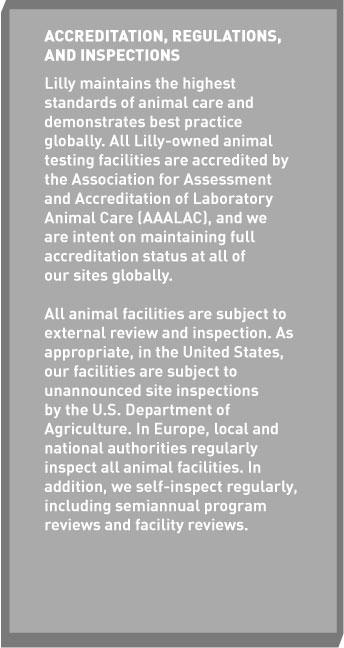 ACCREDITATION, REGULATIONS,
AND INSPECTIONS
Lilly maintains the highest
standards of animal care and
demonstrates best practice
globally. All Lilly-owned animal
testing facilities are accredited by
the Association for Assessment
and Accreditation of Laboratory
Animal Care (AAALAC), and we
are intent on maintaining full
accreditation status at all of
our sites globally.
All animal facilities are subject to
external review and inspection. As
appropriate, in the United States,
our facilities are subject to
unannounced site inspections
by the U.S. Department of
Agriculture. In Europe, local and
national authorities regularly
inspect all animal facilities. In
addition, we self-inspect regularly,
including semiannual program
reviews and facility reviews.